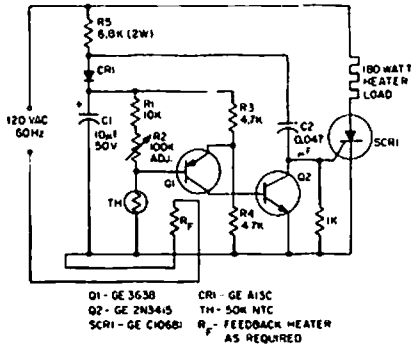 R5
6.8K (2W)
CR1
180 WATT
HEATER
LOAD
120 VAC
60Hz
+
C1
10µf
50V
R1
10K
R2
100K
ADJ.
R3
4.7K
C2
0.047
µF
SCR1
Q1
Q2
TH
RF
R4
4.7K
1K
Q1 - GE 3638
CR1 - GE A13C
Q2 - GE 2N3415
TH - 50K NTC
SCR1 - GE C106B1
RF - FEEDBACK HEATER
AS REQUIRED